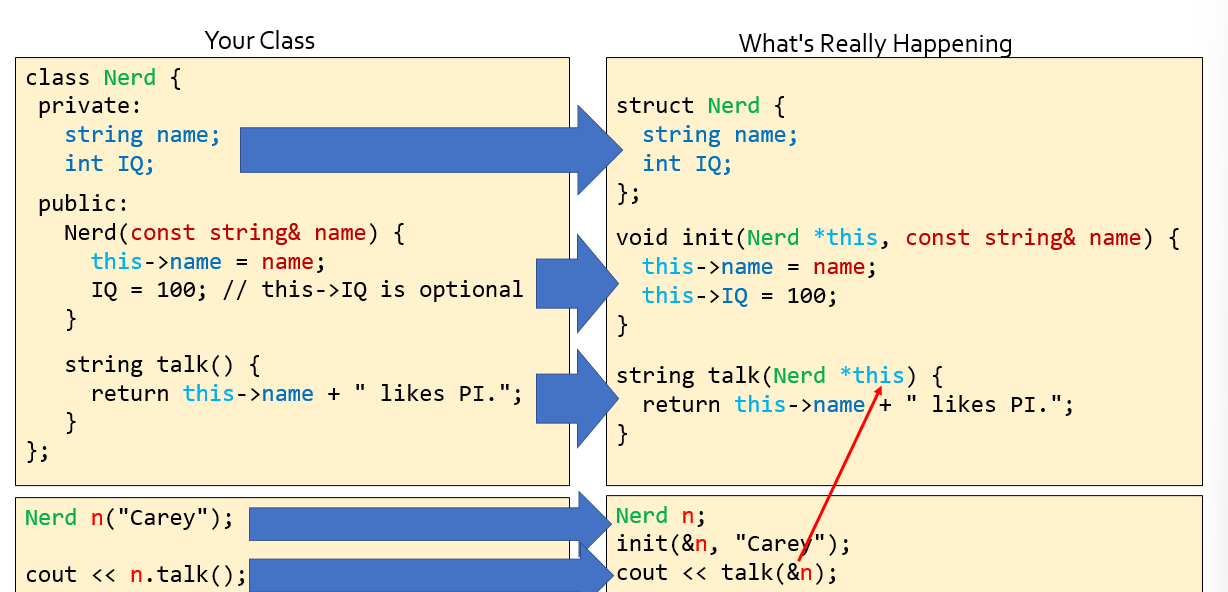 Your Class
class Nerd {
private:
string name;
int IQ;
public:
Nerd(const string& name) {
this->name = name;
IQ = 100; // this->IQ is optional
}
string talk() {
return this->name + " likes PI.";
}
};
Nerd n("Carey");
cout << n.talk();
What's Really Happening
struct Nerd {
string name;
int IQ;
};
void init(Nerd *this, const string& name) {
this->name = name;
this->IQ = 100;
}
string talk(Nerd *this) {
return this->name + " likes PI.";
}
Nerd n;
init(&n, "Carey");
cout << talk(&n);